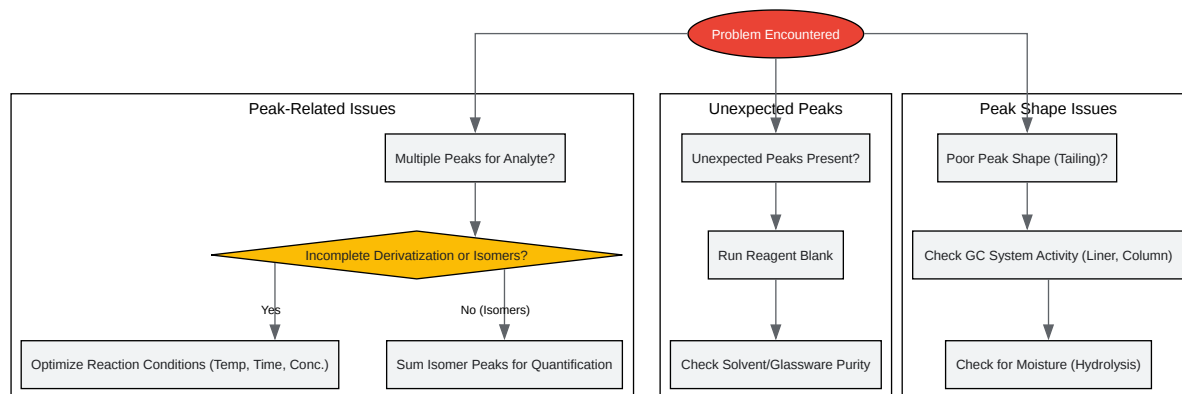 Problem Encountered
Peak-Related Issues
Unexpected Peaks
Peak Shape Issues
Multiple Peaks for Analyte?
Unexpected Peaks Present?
Poor Peak Shape (Tailing)?
Incomplete Derivatization or Isomers?
Run Reagent Blank
Check GC System Activity (Liner, Column)
Yes
No (Isomers)
Optimize Reaction Conditions (Temp, Time, Conc.)
Sum Isomer Peaks for Quantification
Check Solvent/Glassware Purity
Check for Moisture (Hydrolysis)